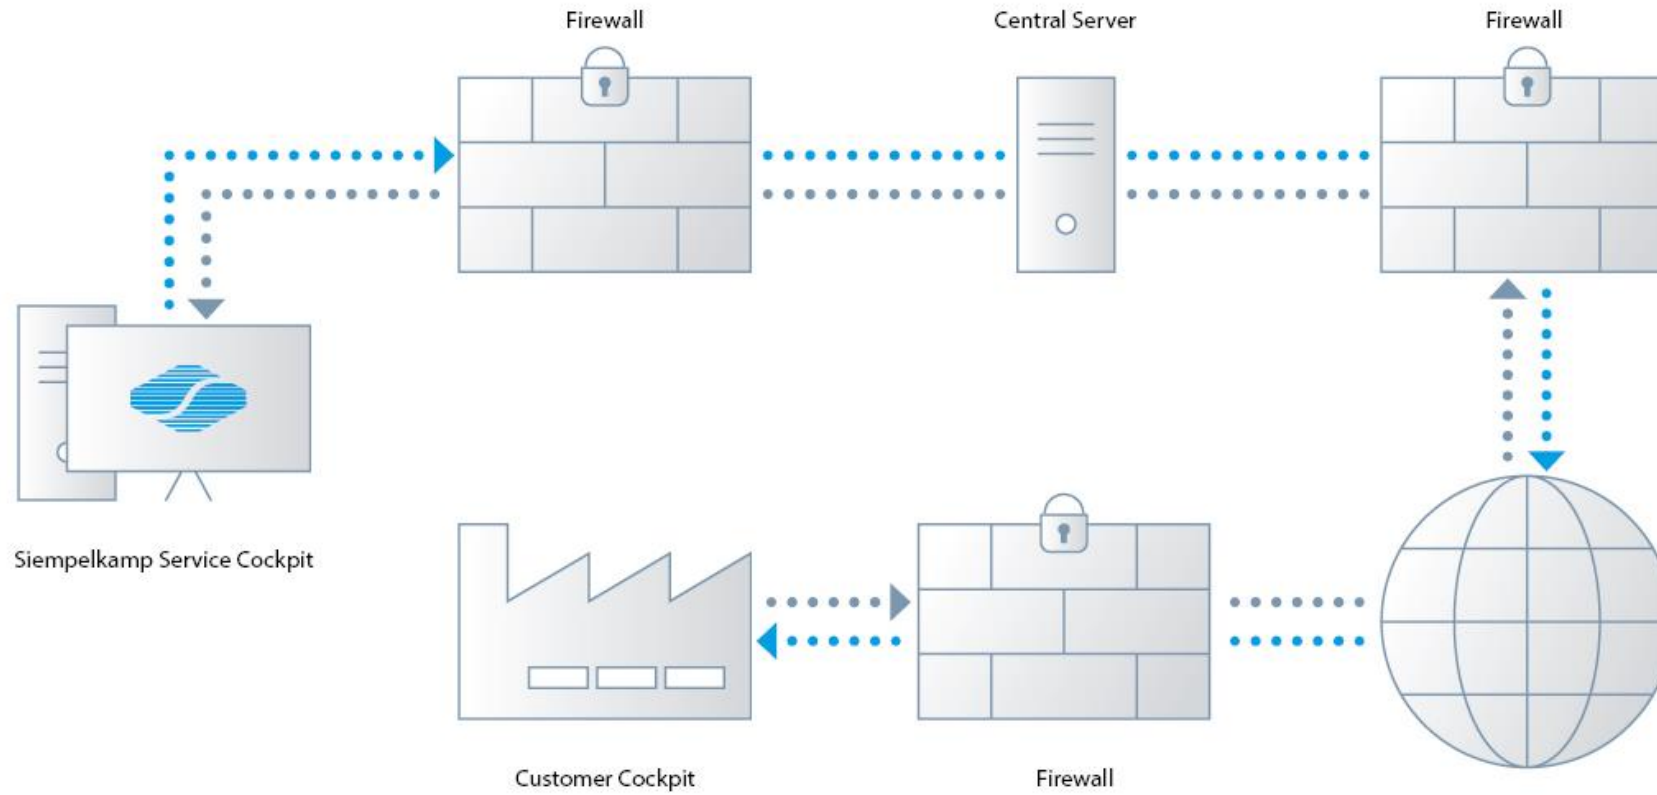 Firewall
Central Server
Firewall
Siempelkamp Service Cockpit
Customer Cockpit
Firewall